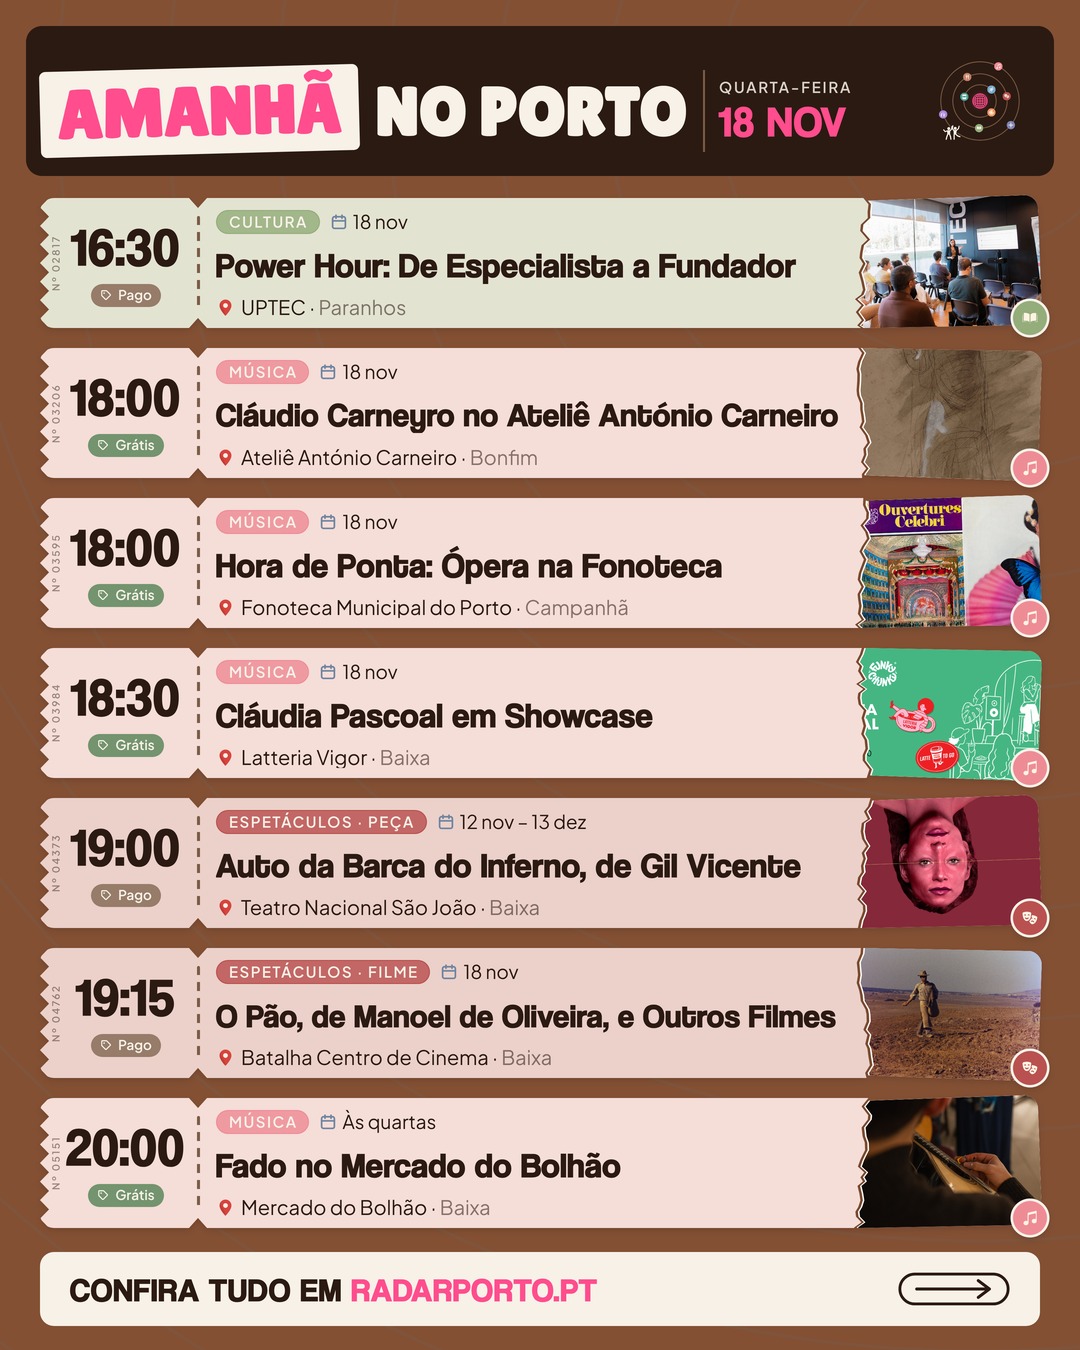 AMANHÃ NO PORTO
QUARTA-FEIRA
18 NOV
Nº 02817
16:30
Pago
CULTURA 18 nov
Power Hour: De Especialista a Fundador
UPTEC · Paranhos
Nº 03206
18:00
Grátis
MÚSICA 18 nov
Cláudio Carneyro no Ateliê António Carneiro
Ateliê António Carneiro · Bonfim
Nº 03595
18:00
Grátis
MÚSICA 18 nov
Hora de Ponta: Ópera na Fonoteca
Fonoteca Municipal do Porto · Campanhã
Ouvertures
Celebri
Nº 03984
18:30
Grátis
MÚSICA 18 nov
Cláudia Pascoal em Showcase
Latteria Vigor · Baixa
FUNKY
CHUNKY
A
AL
LATTE TO GO
Nº 04373
19:00
Pago
ESPETÁCULOS · PEÇA 12 nov – 13 dez
Auto da Barca do Inferno, de Gil Vicente
Teatro Nacional São João · Baixa
Nº 04762
19:15
Pago
ESPETÁCULOS · FILME 18 nov
O Pão, de Manoel de Oliveira, e Outros Filmes
Batalha Centro de Cinema · Baixa
Nº 05151
20:00
Grátis
MÚSICA Às quartas
Fado no Mercado do Bolhão
Mercado do Bolhão · Baixa
CONFIRA TUDO EM RADARPORTO.PT